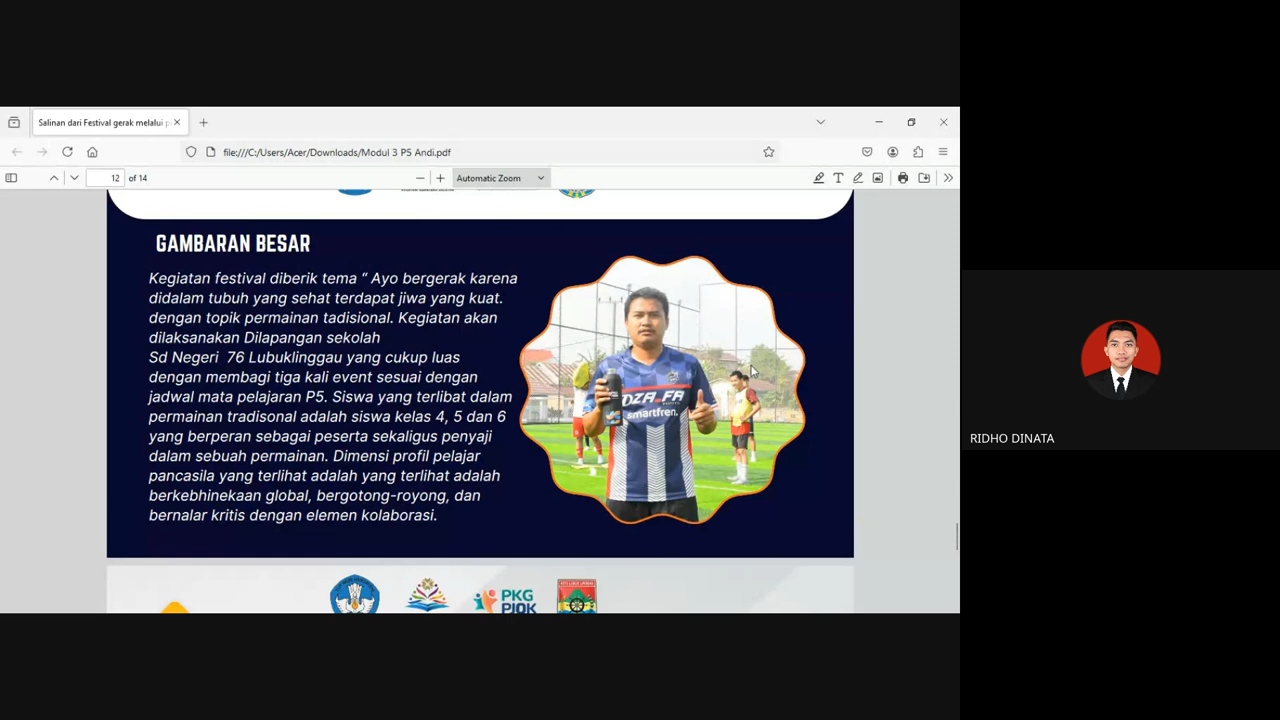 Salinan dari Festival gerak melalui p
file:///C:/Users/Acer/Downloads/Modul 3 P5 Andi.pdf
12 of 14
Automatic Zoom
GAMBARAN BESAR
Kegiatan festival diberik tema “ Ayo bergerak karena
didalam tubuh yang sehat terdapat jiwa yang kuat.
dengan topik permainan tadisional. Kegiatan akan
dilaksanakan Dilapangan sekolah
Sd Negeri 76 Lubuklinggau yang cukup luas
dengan membagi tiga kali event sesuai dengan
jadwal mata pelajaran P5. Siswa yang terlibat dalam
permainan tradisonal adalah siswa kelas 4, 5 dan 6
yang berperan sebagai peserta sekaligus penyaji
dalam sebuah permainan. Dimensi profil pelajar
pancasila yang terlihat adalah yang terlihat adalah
berkebhinekaan global, bergotong-royong, dan
bernalar kritis dengan elemen kolaborasi.
OZA_FA
smartfren.
PKG
PJOK
RIDHO DINATA